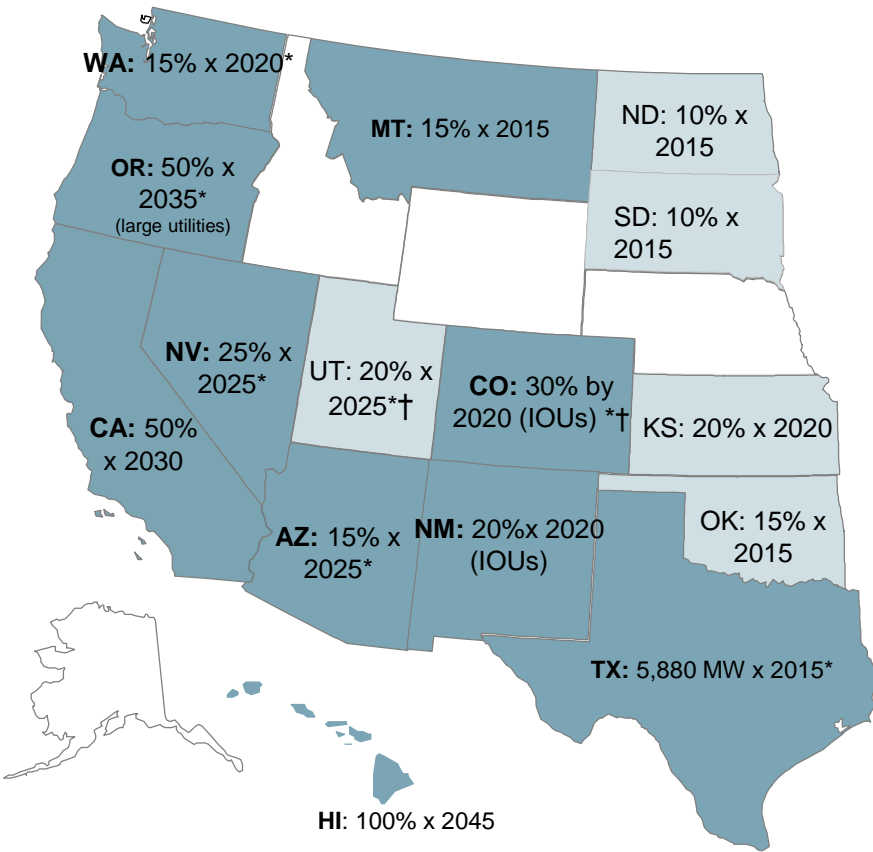 WA: 15% x 2020*
MT: 15% x 2015
ND: 10% x
2015
OR: 50% x
2035*
(large utilities)
SD: 10% x
2015
NV: 25% x
2025*
UT: 20% x
2025*†
CO: 30% by
2020 (IOUs) *†
CA: 50%
x 2030
KS: 20% x 2020
AZ: 15% x
2025*
NM: 20%x 2020
(IOUs)
OK: 15% x
2015
TX: 5,880 MW x 2015*
HI: 100% x 2045